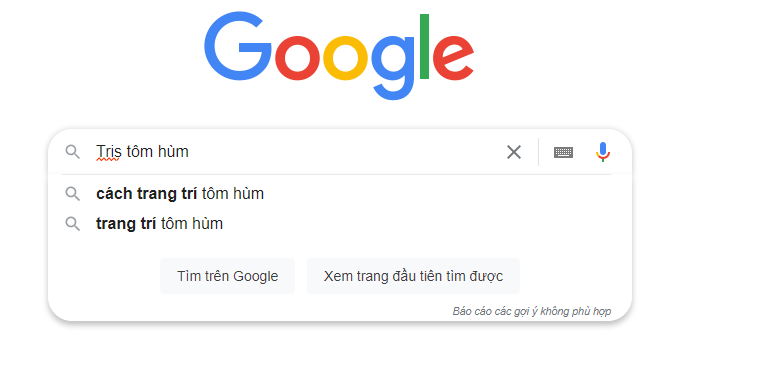 Google
Tris tôm hùm
cách trang trí tôm hùm
trang trí tôm hùm
Tìm trên Google Xem trang đầu tiên tìm được
Báo cáo các gợi ý không phù hợp